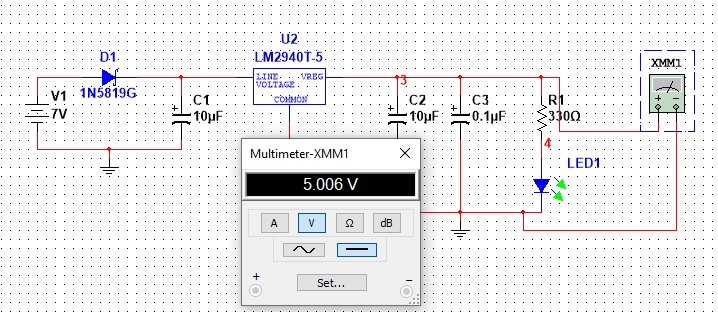 U2
D1
LM2940T-5
XMM1
LINE VREG
VOLTAGE
COMMON
1N5819G
V1
7V
C1
10µF
3
C2
10µF
C3
0.1µF
R1
330Ω
4
LED1
Multimeter-XMM1
5.006 V
A V Ω dB
+ Set... -